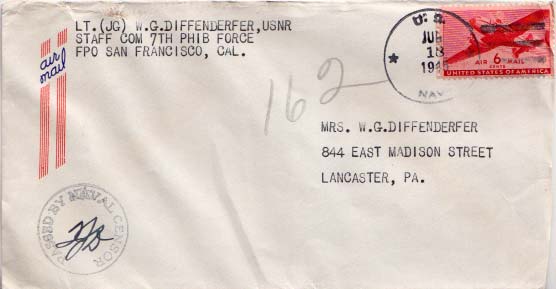 LT.(JG) W.G.DIFFENDERFER,USNR
STAFF COM 7TH PHIB FORCE
FPO SAN FRANCISCO, CAL.
air
mail
U.S.
18
NAVY
AIR 6 MAIL
CENTS
UNITED STATES OF AMERICA
162
MRS. W.G.DIFFENDERFER
844 EAST MADISON STREET
LANCASTER, PA.
PASSED BY NAVAL CENSOR